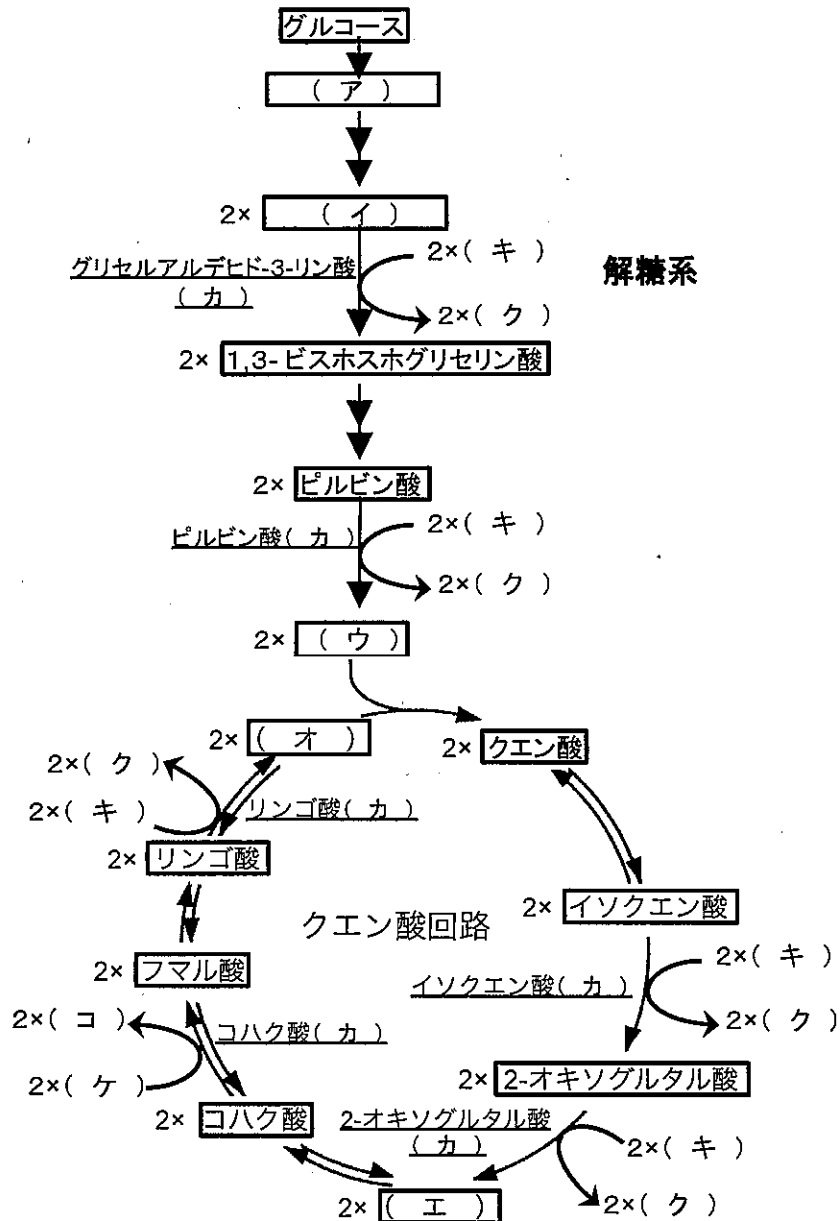 グルコース
( ア )
2× ( イ )
2×( キ )
グリセルアルデヒド-3-リン酸
( カ )
解糖系
2×( ク )
2× 1,3-ビスホスホグリセリン酸
2× ピルビン酸
2×( キ )
ピルビン酸( カ )
2×( ク )
2× ( ウ )
2× ( オ )
2× クエン酸
2×( ク )
2×( キ )
リンゴ酸( カ )
2× リンゴ酸
2× イソクエン酸
クエン酸回路
2×( キ )
2× フマル酸
イソクエン酸( カ )
2×( ク )
2×( コ )
コハク酸( カ )
2×( ケ )
2× 2-オキソグルタル酸
2× コハク酸
2-オキソグルタル酸
( カ )
2×( キ )
2×( ク )
2× ( エ )